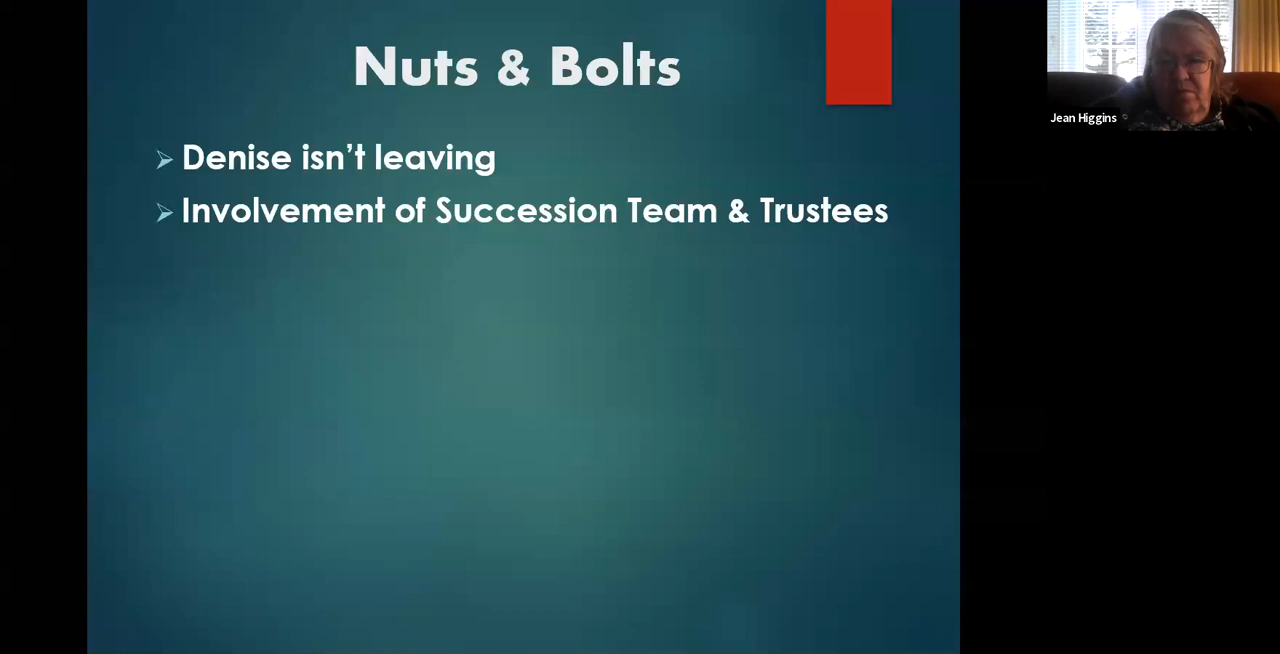 Nuts & Bolts
Denise isn’t leaving
Involvement of Succession Team & Trustees
Jean Higgins